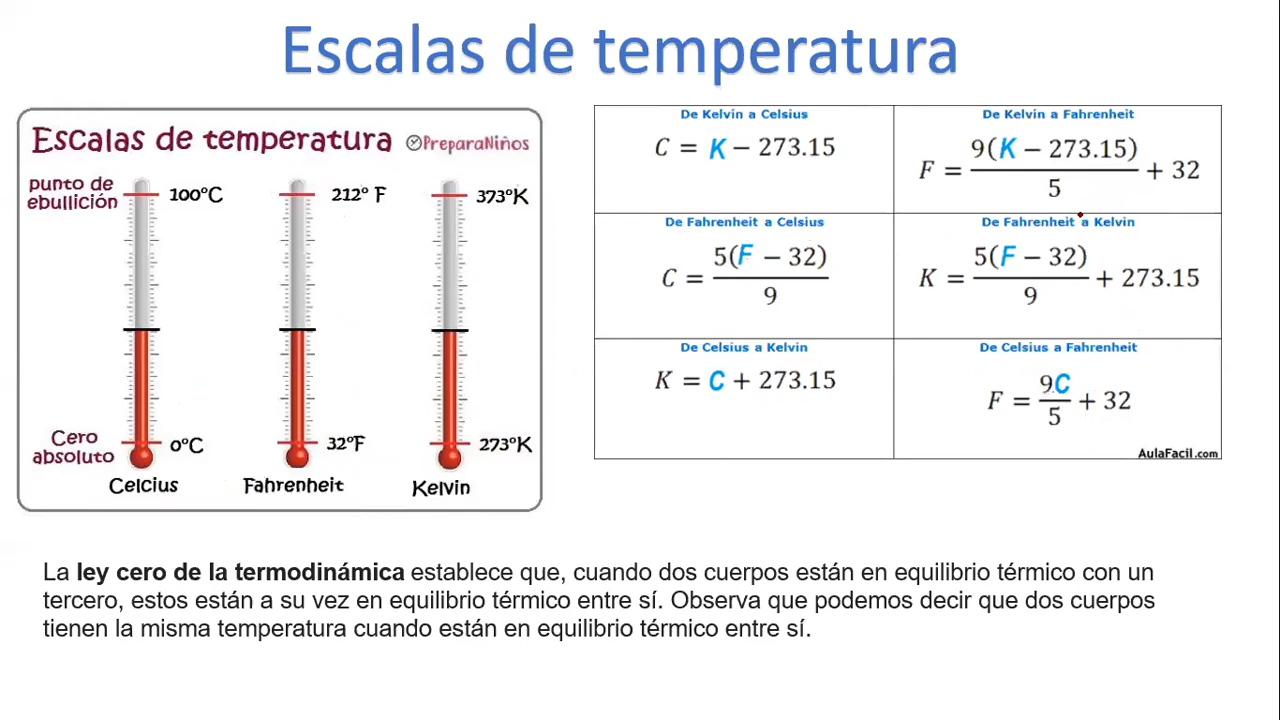 Escalas de temperatura
Escalas de temperatura PreparaNiños
punto de
ebullición
100°C
212° F
373°K
Cero
absoluto
0°C
32°F
273°K
Celcius
Fahrenheit
Kelvin
De Kelvin a Celsius
C = K − 273.15
De Kelvin a Fahrenheit
F = 9(K − 273.15)/5 + 32
De Fahrenheit a Celsius
C = 5(F − 32)/9
De Fahrenheit a Kelvin
K = 5(F − 32)/9 + 273.15
De Celsius a Kelvin
K = C + 273.15
De Celsius a Fahrenheit
F = 9C/5 + 32
AulaFacil.com
La ley cero de la termodinámica establece que, cuando dos cuerpos están en equilibrio térmico con un
tercero, estos están a su vez en equilibrio térmico entre sí. Observa que podemos decir que dos cuerpos
tienen la misma temperatura cuando están en equilibrio térmico entre sí.